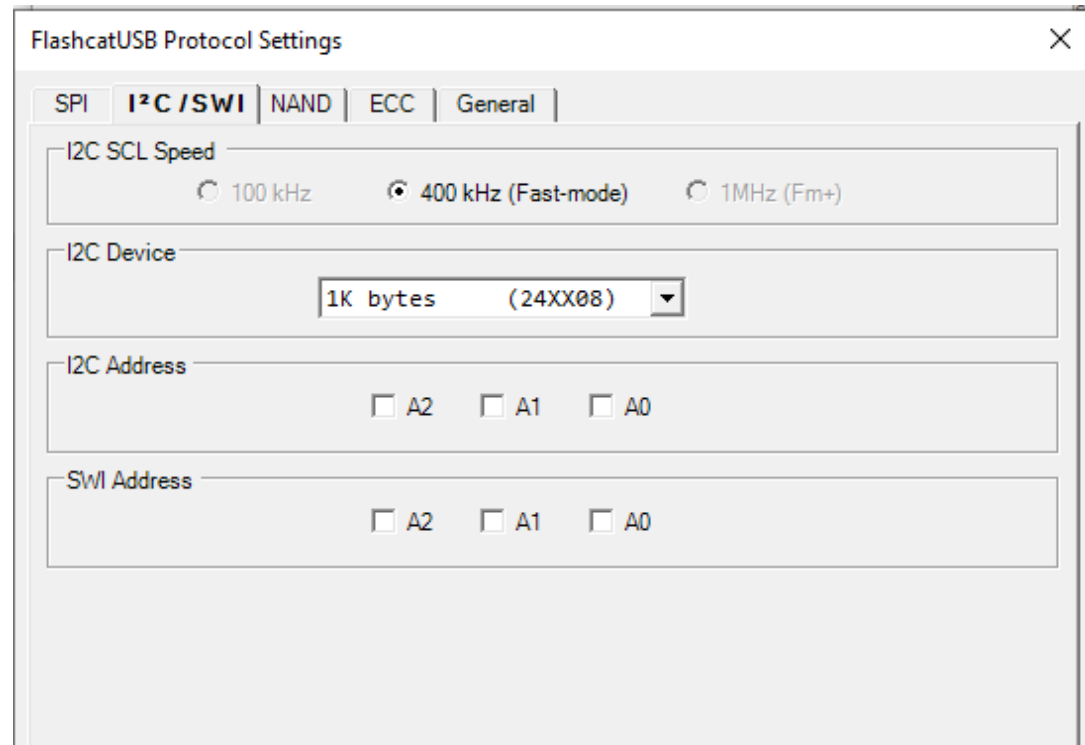 FlashcatUSB Protocol Settings
SPI I²C/SWI NAND ECC General
I2C SCL Speed
100 kHz 400 kHz (Fast-mode) 1MHz (Fm+)
I2C Device
1K bytes (24XX08)
I2C Address
A2 A1 A0
SWI Address
A2 A1 A0